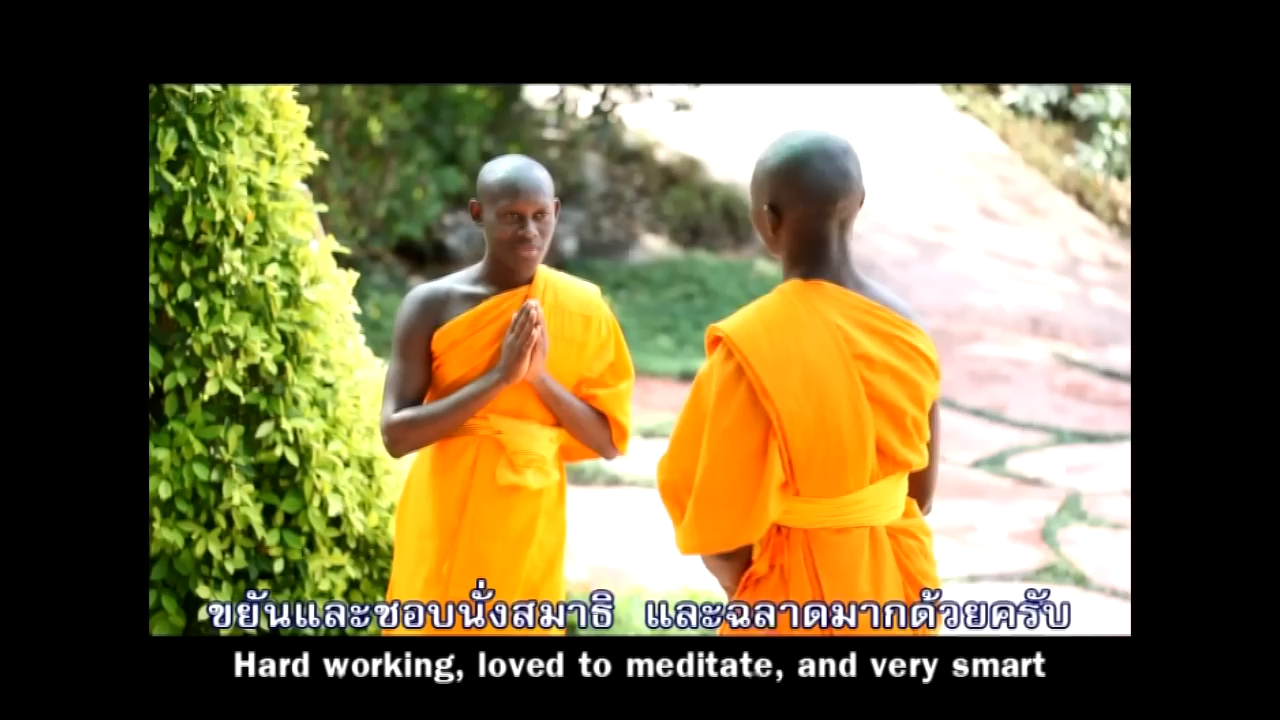 ขยันและชอบนั่งสมาธิ และฉลาดมากด้วยครับ
Hard working, loved to meditate, and very smart